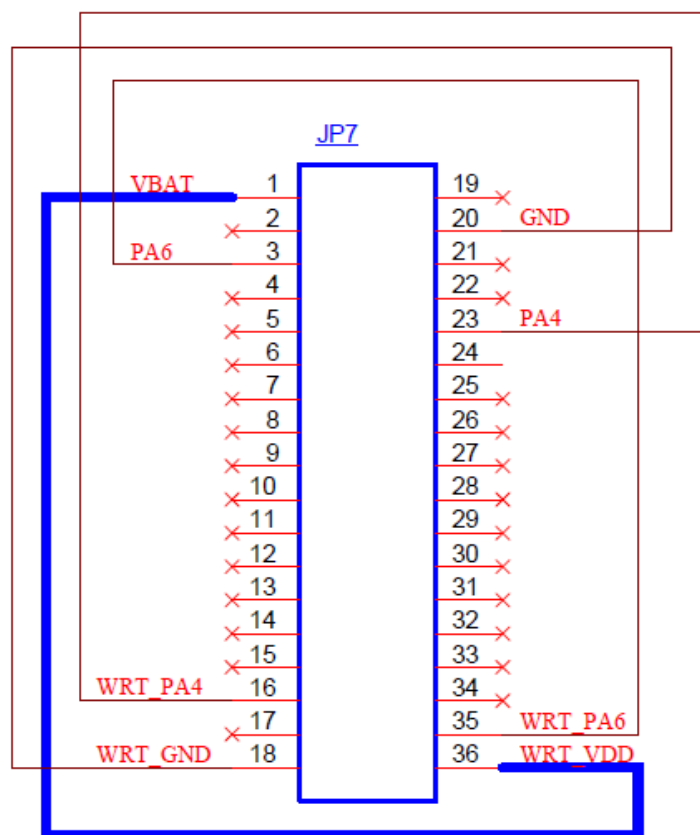 JP7
VBAT 1 19
2 20 GND
PA6 3 21
4 22
5 23 PA4
6 24
7 25
8 26
9 27
10 28
11 29
12 30
13 31
14 32
15 33
WRT_PA4 16 34
17 35 WRT_PA6
WRT_GND 18 36 WRT_VDD